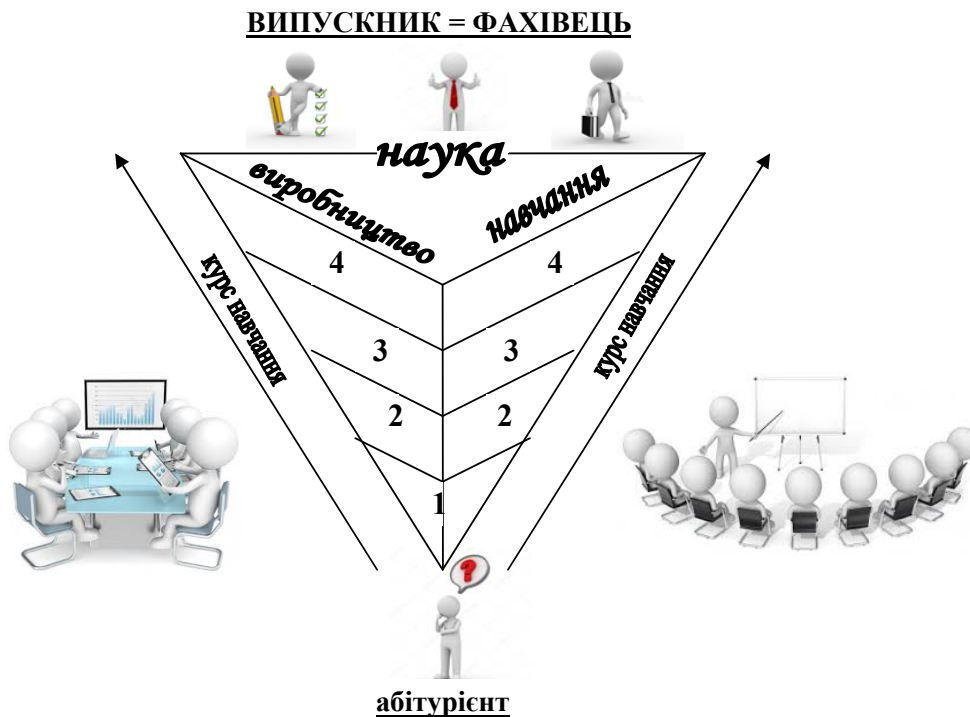 ВИПУСКНИК = ФАХІВЕЦЬ
наука
виробництво
навчання
4
4
курс навчання
курс навчання
3
3
2
2
1
?
абітурієнт